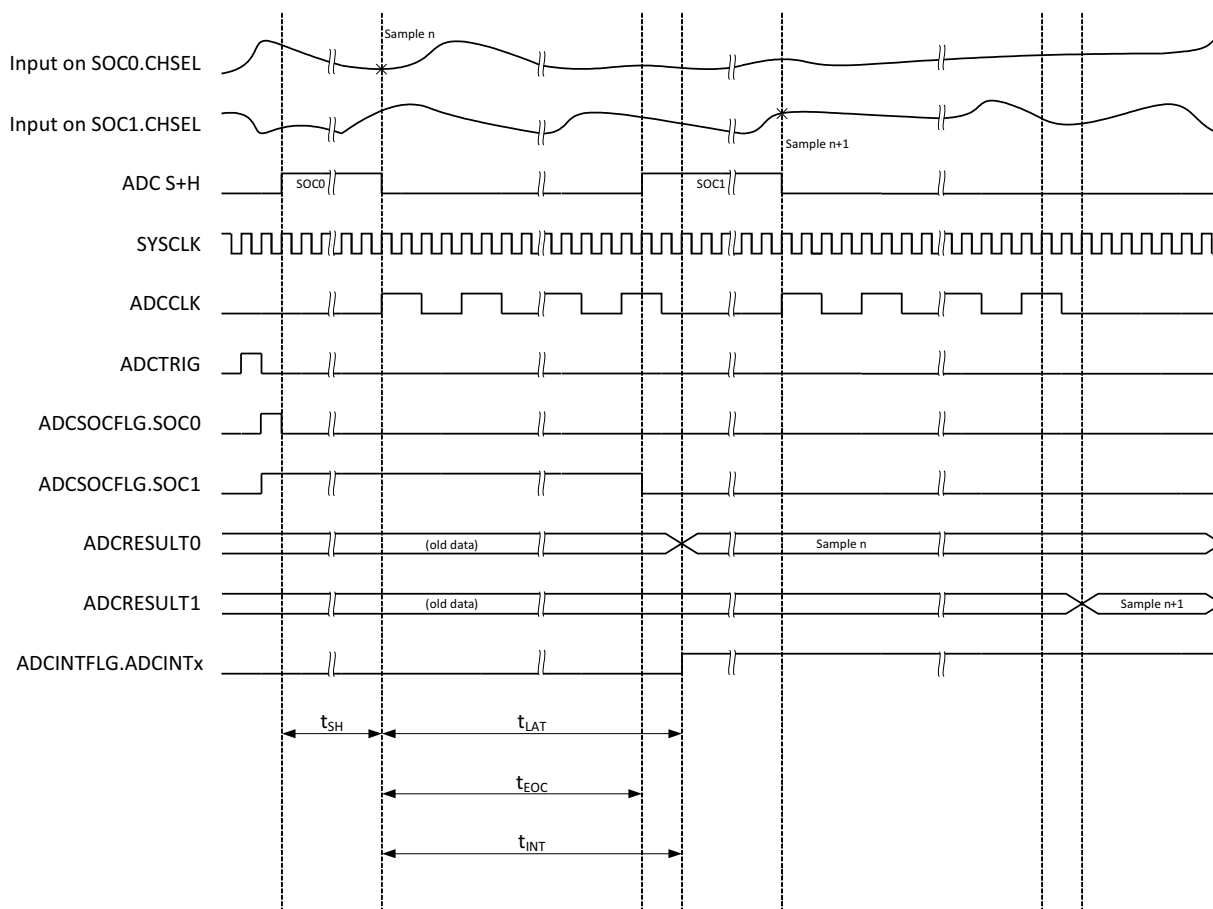 Sample n
Input on SOC0.CHSEL
Input on SOC1.CHSEL
Sample n+1
ADC S+H
SOC0
SOC1
SYSCLK
ADCCLK
ADCTRIG
ADCSOCFLG.SOC0
ADCSOCFLG.SOC1
ADCRESULT0
(old data)
Sample n
ADCRESULT1
(old data)
Sample n+1
ADCINTFLG.ADCINTx
tSH
tLAT
tEOC
tINT